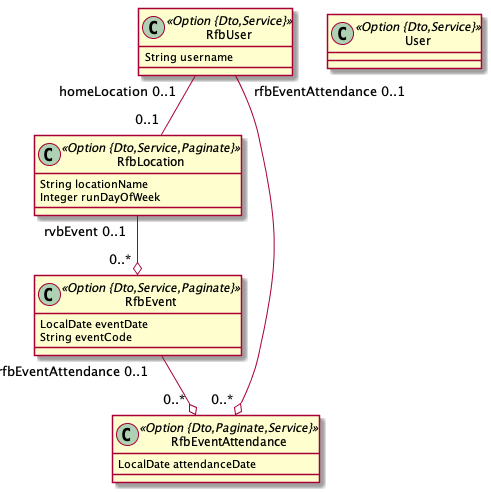 C «Option {Dto,Service}»
RfbUser
String username
C «Option {Dto,Service}»
User
homeLocation 0..1
rfbEventAttendance 0..1
0..1
C «Option {Dto,Service,Paginate}»
RfbLocation
String locationName
Integer runDayOfWeek
rvbEvent 0..1
0..*
C «Option {Dto,Service,Paginate}»
RfbEvent
LocalDate eventDate
String eventCode
rfbEventAttendance 0..1
0..*
0..*
C «Option {Dto,Paginate,Service}»
RfbEventAttendance
LocalDate attendanceDate